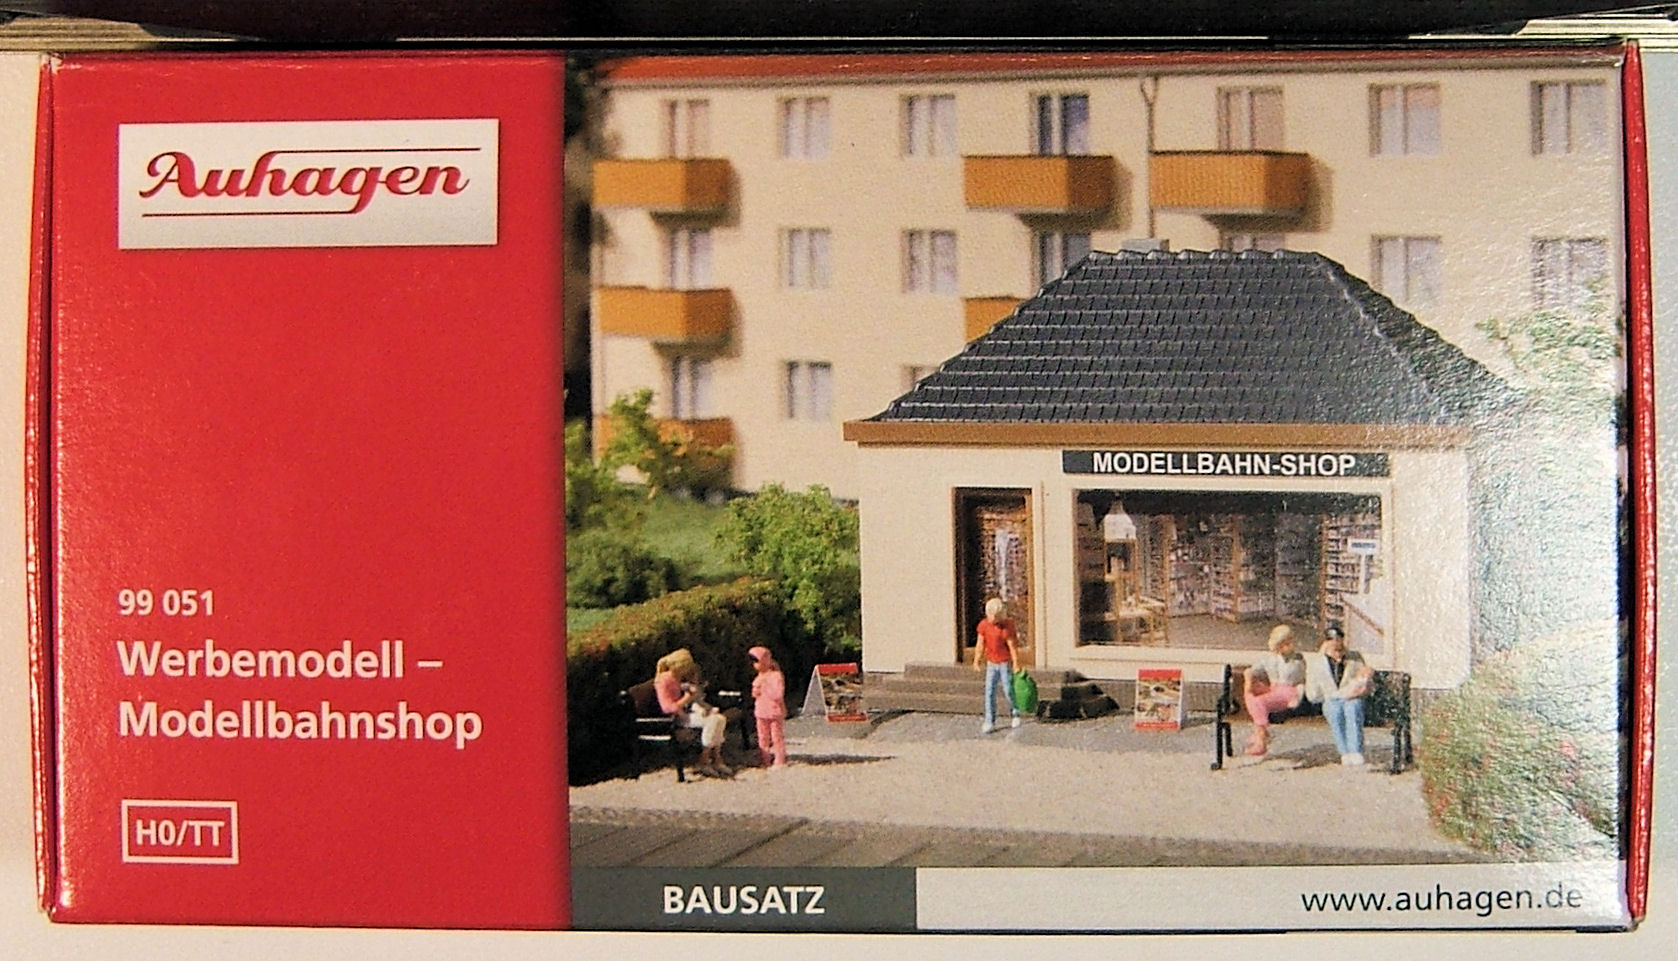 Auhagen
99 051
Werbemodell –
Modellbahnshop
H0/TT
MODELLBAHN-SHOP
BAUSATZ
www.auhagen.de